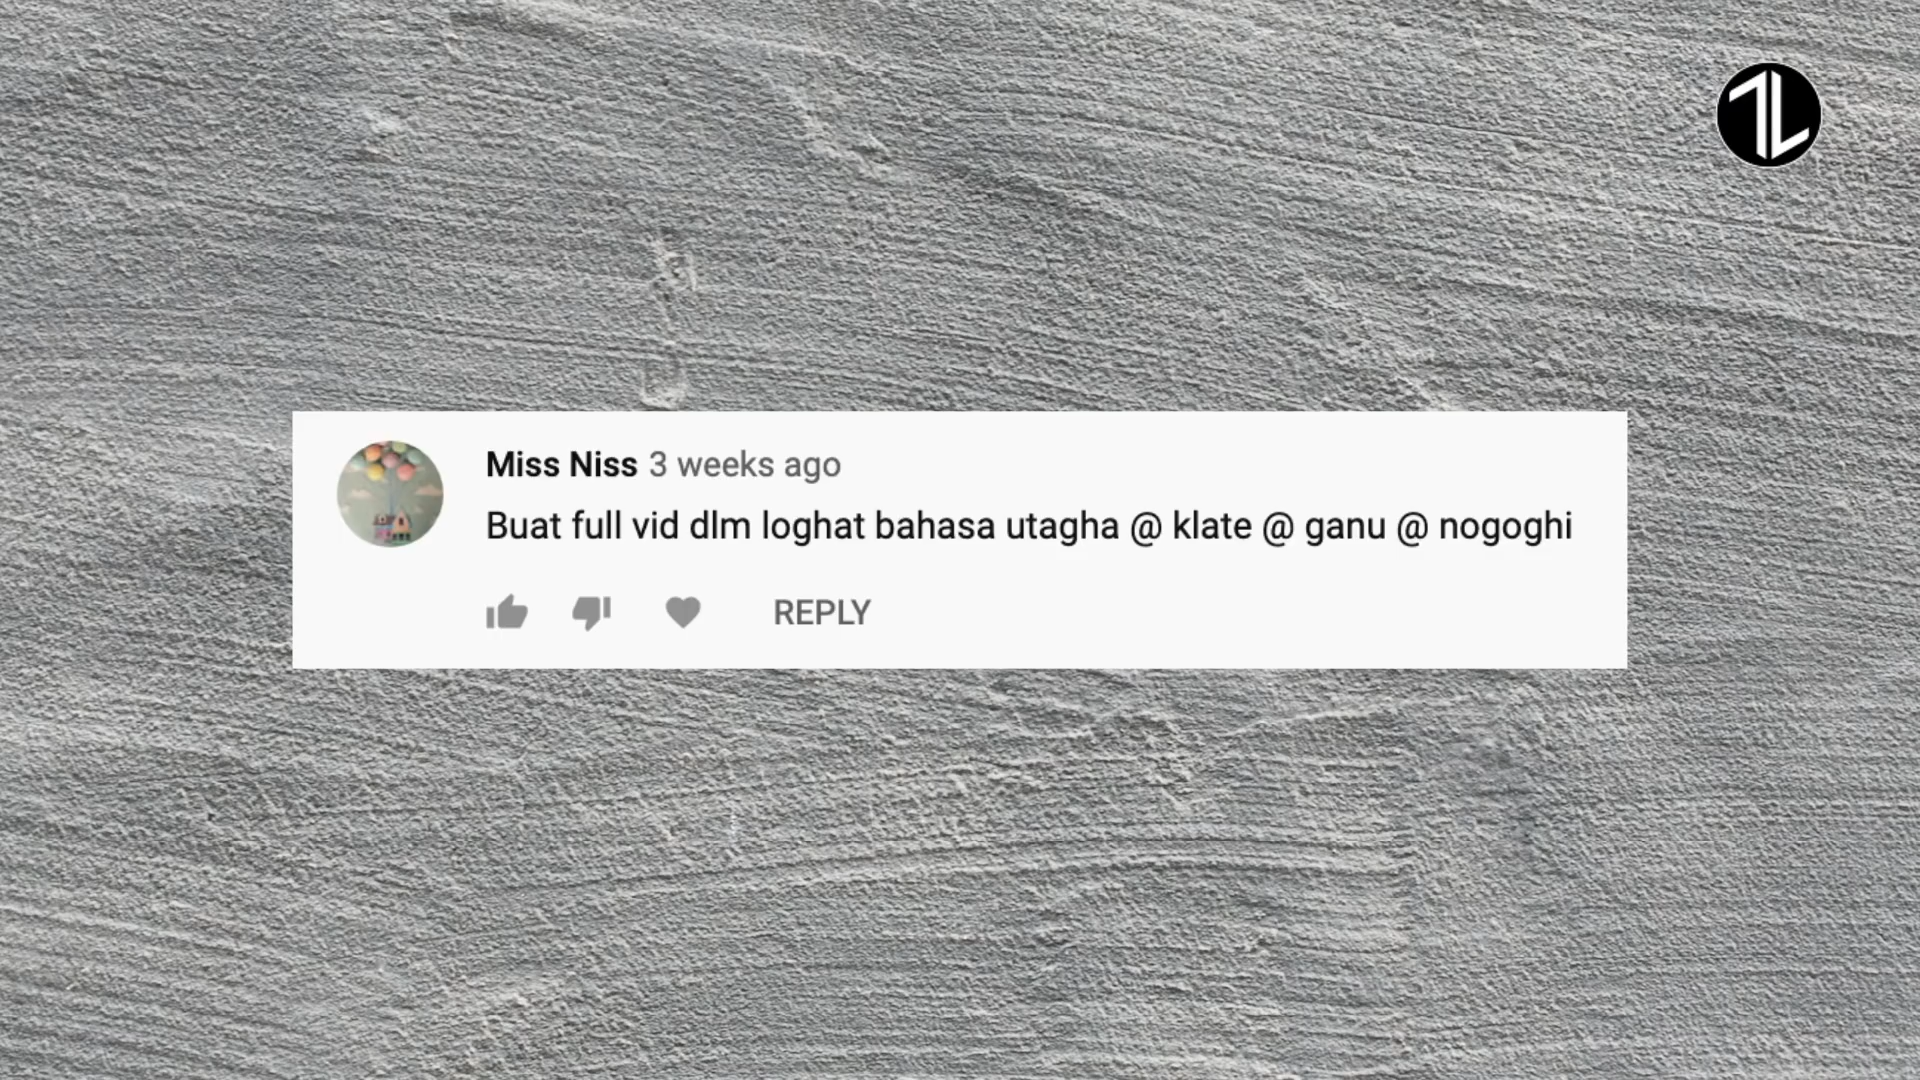 Miss Niss 3 weeks ago
Buat full vid dlm loghat bahasa utagha @ klate @ ganu @ nogoghi
REPLY